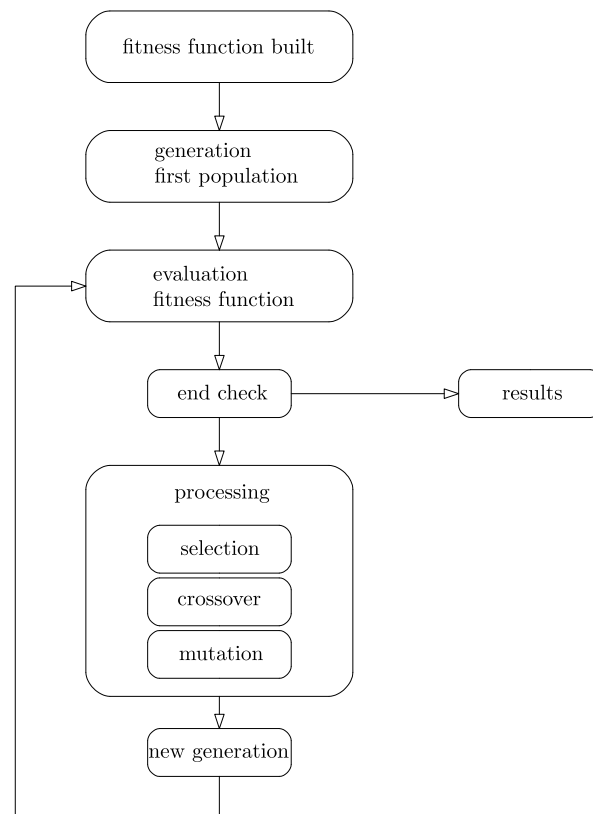 fitness function built
generation
first population
evaluation
fitness function
end check
results
processing
selection
crossover
mutation
new generation